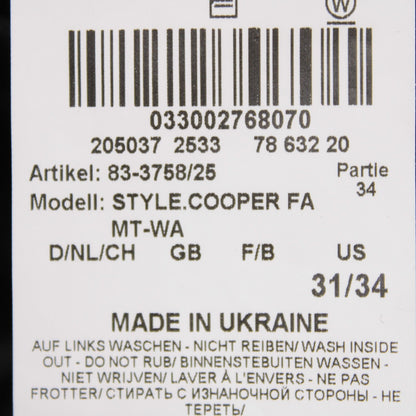 W
033002768070
205037 2533 78 632 20
Artikel: 83-3758/25 Partie
34
Modell: STYLE.COOPER FA
MT-WA
D/NL/CH GB F/B US
31/34
MADE IN UKRAINE
AUF LINKS WASCHEN - NICHT REIBEN/ WASH INSIDE
OUT - DO NOT RUB/ BINNENSTEBUITEN WASSEN -
NIET WRIJVEN/ LAVER À L'ENVERS - NE PAS
FROTTER/ СТИРАТЬ С ИЗНАНОЧНОЙ СТОРОНЫ - НЕ
ТЕРЕТЬ/